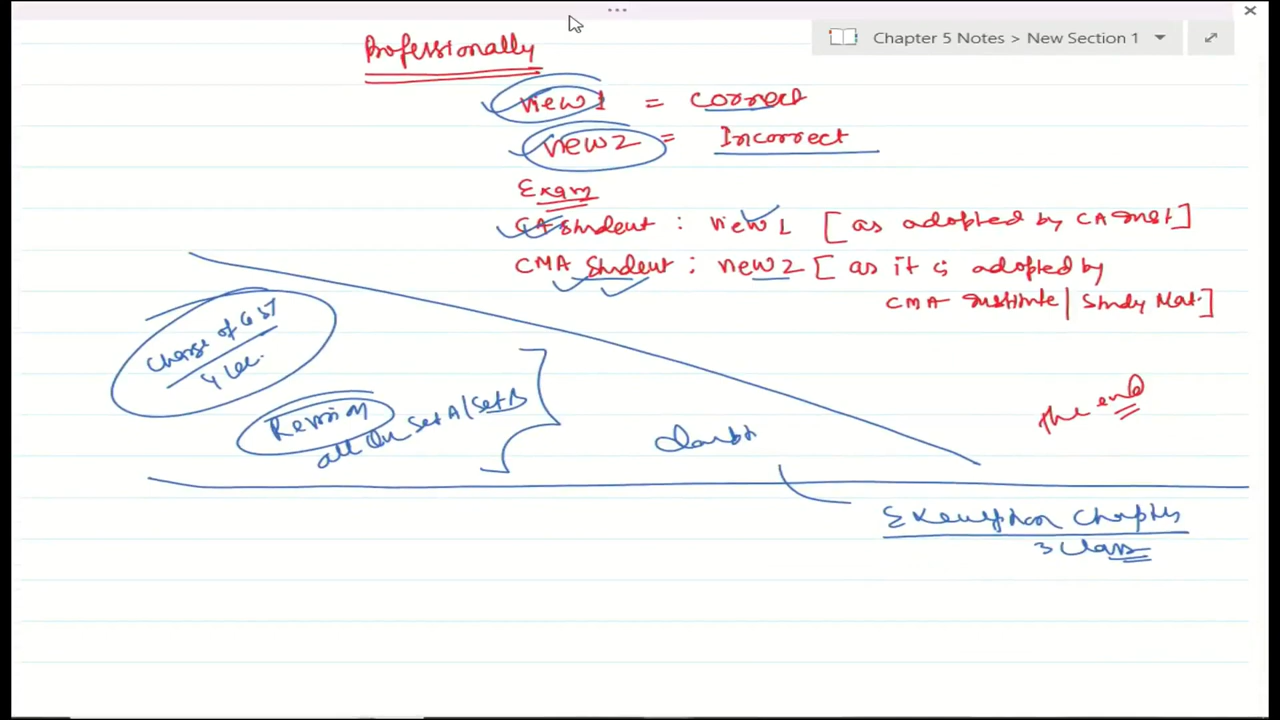 Chapter 5 Notes > New Section 1
Professionally
view 1 = correct
view 2 = Incorrect
Exam
CA student : view 1 [as adopted by CA Inst]
CMA Student : view 2 [as it is adopted by
CMA Institute | Study Mat.]
Charge of GST
4 Lec.
Revision
all Qu Set A/Set B
doubt
The end
Exemption Chapter
3 Class